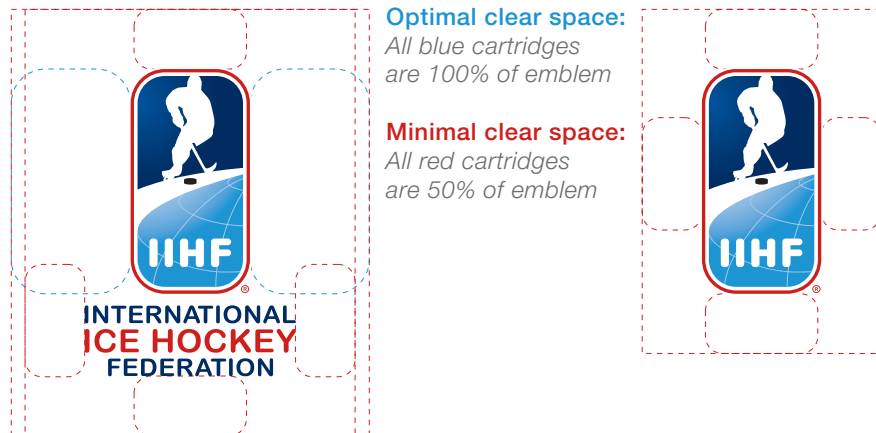 Optimal clear space:
All blue cartridges
are 100% of emblem
Minimal clear space:
All red cartridges
are 50% of emblem
IIHF
®
INTERNATIONAL
ICE HOCKEY
FEDERATION
IIHF
®